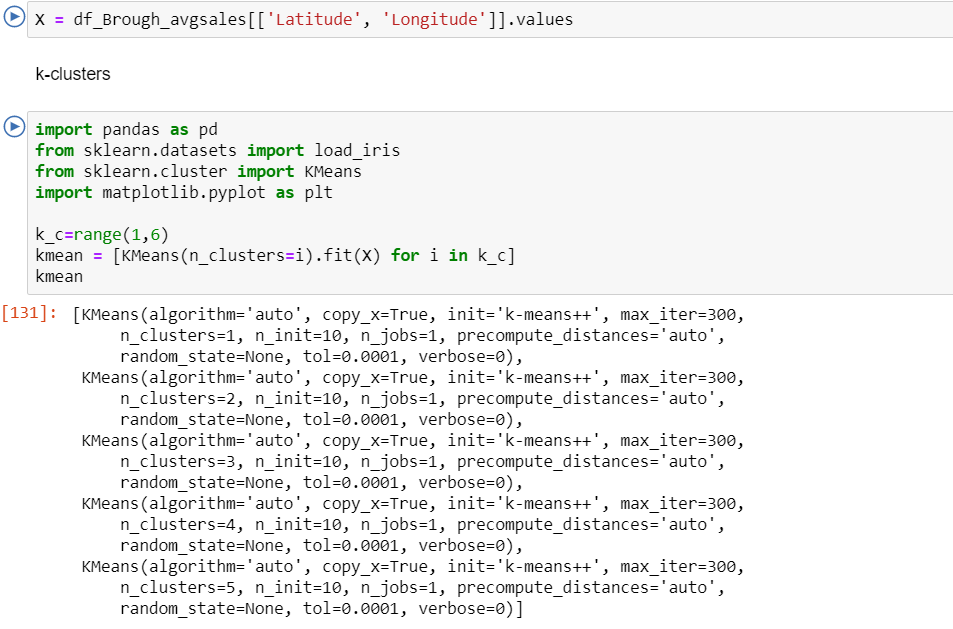 X = df_Brough_avgsales[['Latitude', 'Longitude']].values
k-clusters
import pandas as pd
from sklearn.datasets import load_iris
from sklearn.cluster import KMeans
import matplotlib.pyplot as plt
k_c=range(1,6)
kmean = [KMeans(n_clusters=i).fit(X) for i in k_c]
kmean
[131]: [KMeans(algorithm='auto', copy_x=True, init='k-means++', max_iter=300,
n_clusters=1, n_init=10, n_jobs=1, precompute_distances='auto',
random_state=None, tol=0.0001, verbose=0),
KMeans(algorithm='auto', copy_x=True, init='k-means++', max_iter=300,
n_clusters=2, n_init=10, n_jobs=1, precompute_distances='auto',
random_state=None, tol=0.0001, verbose=0),
KMeans(algorithm='auto', copy_x=True, init='k-means++', max_iter=300,
n_clusters=3, n_init=10, n_jobs=1, precompute_distances='auto',
random_state=None, tol=0.0001, verbose=0),
KMeans(algorithm='auto', copy_x=True, init='k-means++', max_iter=300,
n_clusters=4, n_init=10, n_jobs=1, precompute_distances='auto',
random_state=None, tol=0.0001, verbose=0),
KMeans(algorithm='auto', copy_x=True, init='k-means++', max_iter=300,
n_clusters=5, n_init=10, n_jobs=1, precompute_distances='auto',
random_state=None, tol=0.0001, verbose=0)]